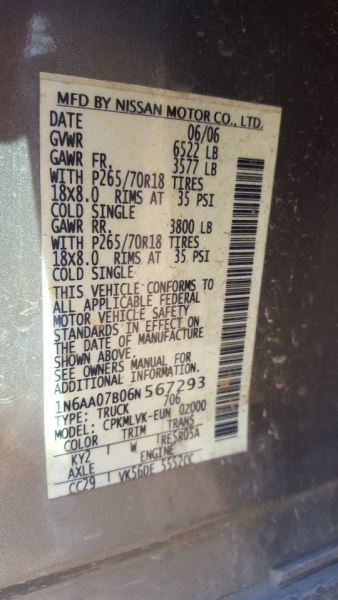 MFD BY NISSAN MOTOR CO., LTD.
DATE 06/06
GVWR 6522 LB
GAWR FR. 3577 LB
WITH P265/70R18 TIRES
18x8.0 RIMS AT 35 PSI
COLD SINGLE
GAWR RR. 3800 LB
WITH P265/70R18 TIRES
18x8.0 RIMS AT 35 PSI
COLD SINGLE
THIS VEHICLE CONFORMS TO
ALL APPLICABLE FEDERAL
MOTOR VEHICLE SAFETY
STANDARDS IN EFFECT ON
THE DATE OF MANUFACTURE
SHOWN ABOVE.
SEE OWNERS MANUAL FOR
ADDITIONAL INFORMATION.
1N6AA07B06N567293
TYPE: TRUCK 706
MODEL: CPKMLVK-EUN 02000
COLOR TRIM TRANS
KY2 W TRE5R05A
AXLE ENGINE
CC29 VK56DE 5552CC